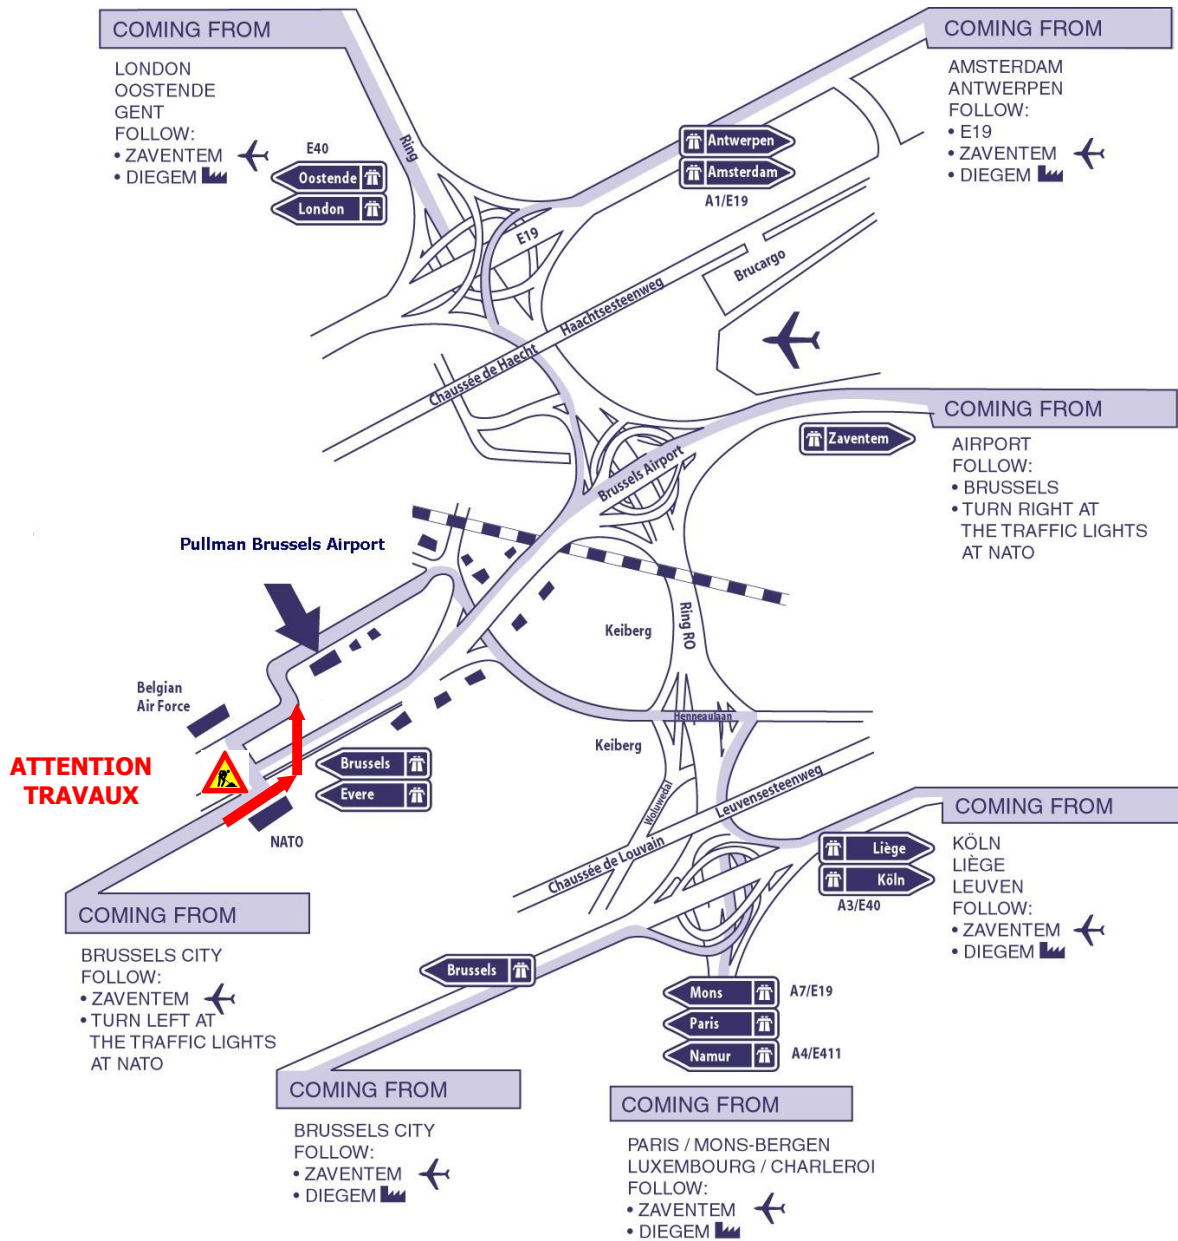 COMING FROM
LONDON
OOSTENDE
GENT
FOLLOW:
• ZAVENTEM
• DIEGEM
E40
Oostende
London
Ring
E19
COMING FROM
AMSTERDAM
ANTWERPEN
FOLLOW:
• E19
• ZAVENTEM
• DIEGEM
Antwerpen
Amsterdam
A1/E19
Brucargo
Chaussée de Haecht
Haachtsesteenweg
COMING FROM
AIRPORT
FOLLOW:
• BRUSSELS
• TURN RIGHT AT
THE TRAFFIC LIGHTS
AT NATO
Zaventem
Brussels Airport
Pullman Brussels Airport
Keiberg
Ring RO
Belgian
Air Force
Henneaulaan
Keiberg
ATTENTION
TRAVAUX
Brussels
Evere
NATO
Woluwedal
Leuvensesteenweg
Chaussée de Louvain
Liège
Köln
A3/E40
COMING FROM
KÖLN
LIÈGE
LEUVEN
FOLLOW:
• ZAVENTEM
• DIEGEM
COMING FROM
BRUSSELS CITY
FOLLOW:
• ZAVENTEM
• TURN LEFT AT
THE TRAFFIC LIGHTS
AT NATO
Brussels
Mons
A7/E19
Paris
Namur
A4/E411
COMING FROM
BRUSSELS CITY
FOLLOW:
• ZAVENTEM
• DIEGEM
COMING FROM
PARIS / MONS-BERGEN
LUXEMBOURG / CHARLEROI
FOLLOW:
• ZAVENTEM
• DIEGEM